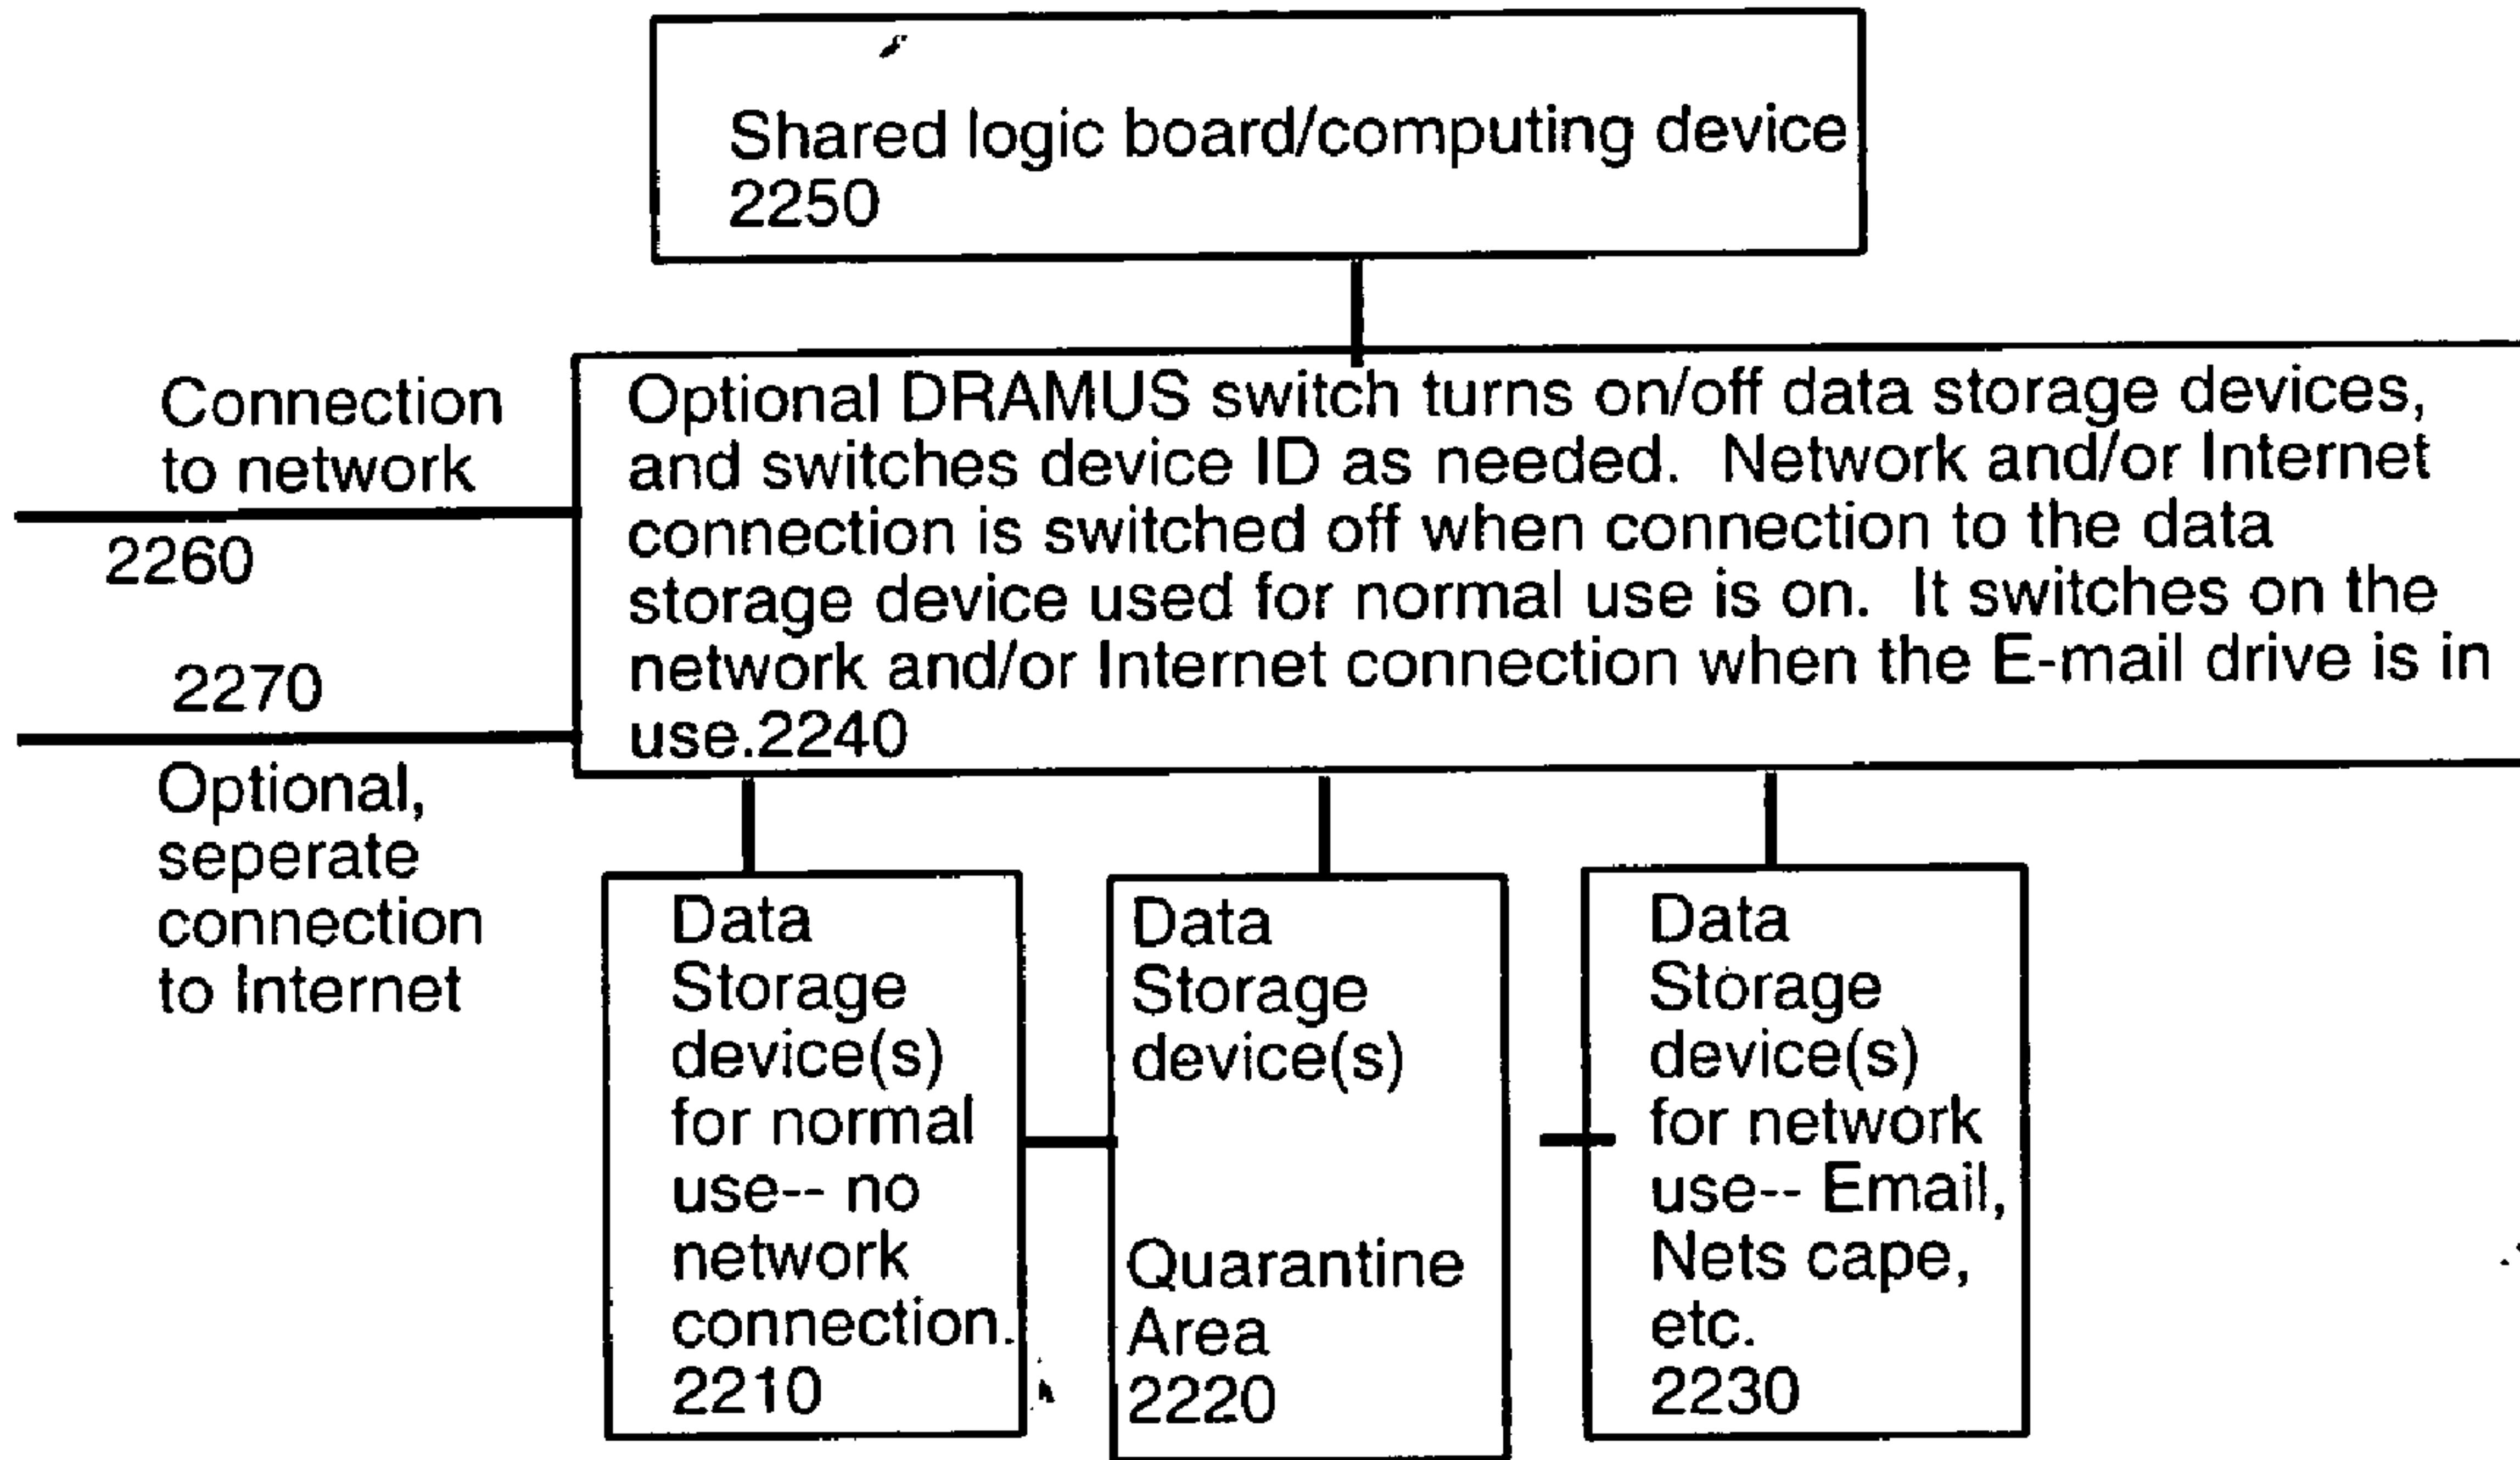 Shared logic board/computing device
2250
Connection
to network
2260
2270
Optional,
seperate
connection
to Internet
Optional DRAMUS switch turns on/off data storage devices,
and switches device ID as needed.  Network and/or Internet
connection is switched off when connection to the data
storage device used for normal use is on.  It switches on the
network and/or Internet connection when the E-mail drive is in
use.2240
Data
Storage
device(s)
for normal
use-- no
network
connection.
2210
Data
Storage
device(s)
Quarantine
Area
2220
Data
Storage
device(s)
for network
use-- Email,
Nets cape,
etc.
2230